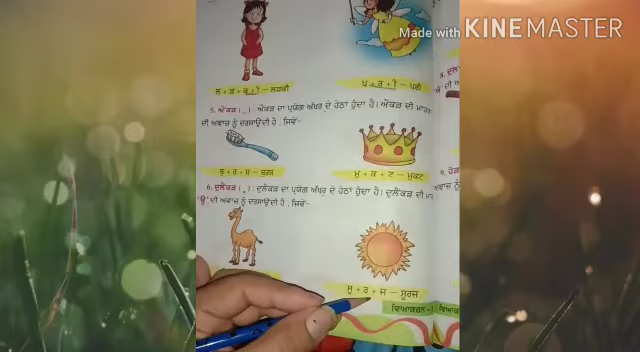 Made with KINEMASTER
ਲ + ੜ + ਕ + ੀ – ਲੜਕੀ
ਪ + ਰ + ੀ – ਪਰੀ
5. ਔਂਕੜ ( ੁ ) : ਔਂਕੜ ਦਾ ਪ੍ਰਯੋਗ ਅੱਖਰ ਦੇ ਹੇਠਾਂ ਹੁੰਦਾ ਹੈ। ਔਂਕੜ ਦੀ ਮਾਤਰਾ
ਦੀ ਅਵਾਜ਼ ਨੂੰ ਦਰਸਾਉਂਦੀ ਹੈ, ਜਿਵੇਂ-
ਬੁ + ਰ + ਸ਼ – ਬੁਰਸ਼
ਮੁ + ਕ + ਟ – ਮੁਕਟ
6. ਦੁਲੈਂਕੜ ( ੂ ) : ਦੁਲੈਂਕੜ ਦਾ ਪ੍ਰਯੋਗ ਅੱਖਰ ਦੇ ਹੇਠਾਂ ਹੁੰਦਾ ਹੈ। ਦੁਲੈਂਕੜ ਦੀ
'ਊ' ਦੀ ਅਵਾਜ਼ ਨੂੰ ਦਰਸਾਉਂਦੀ ਹੈ, ਜਿਵੇਂ-
ਸੂ + ਰ + ਜ – ਸੂਰਜ
ਵਿਆਕਰਨ-